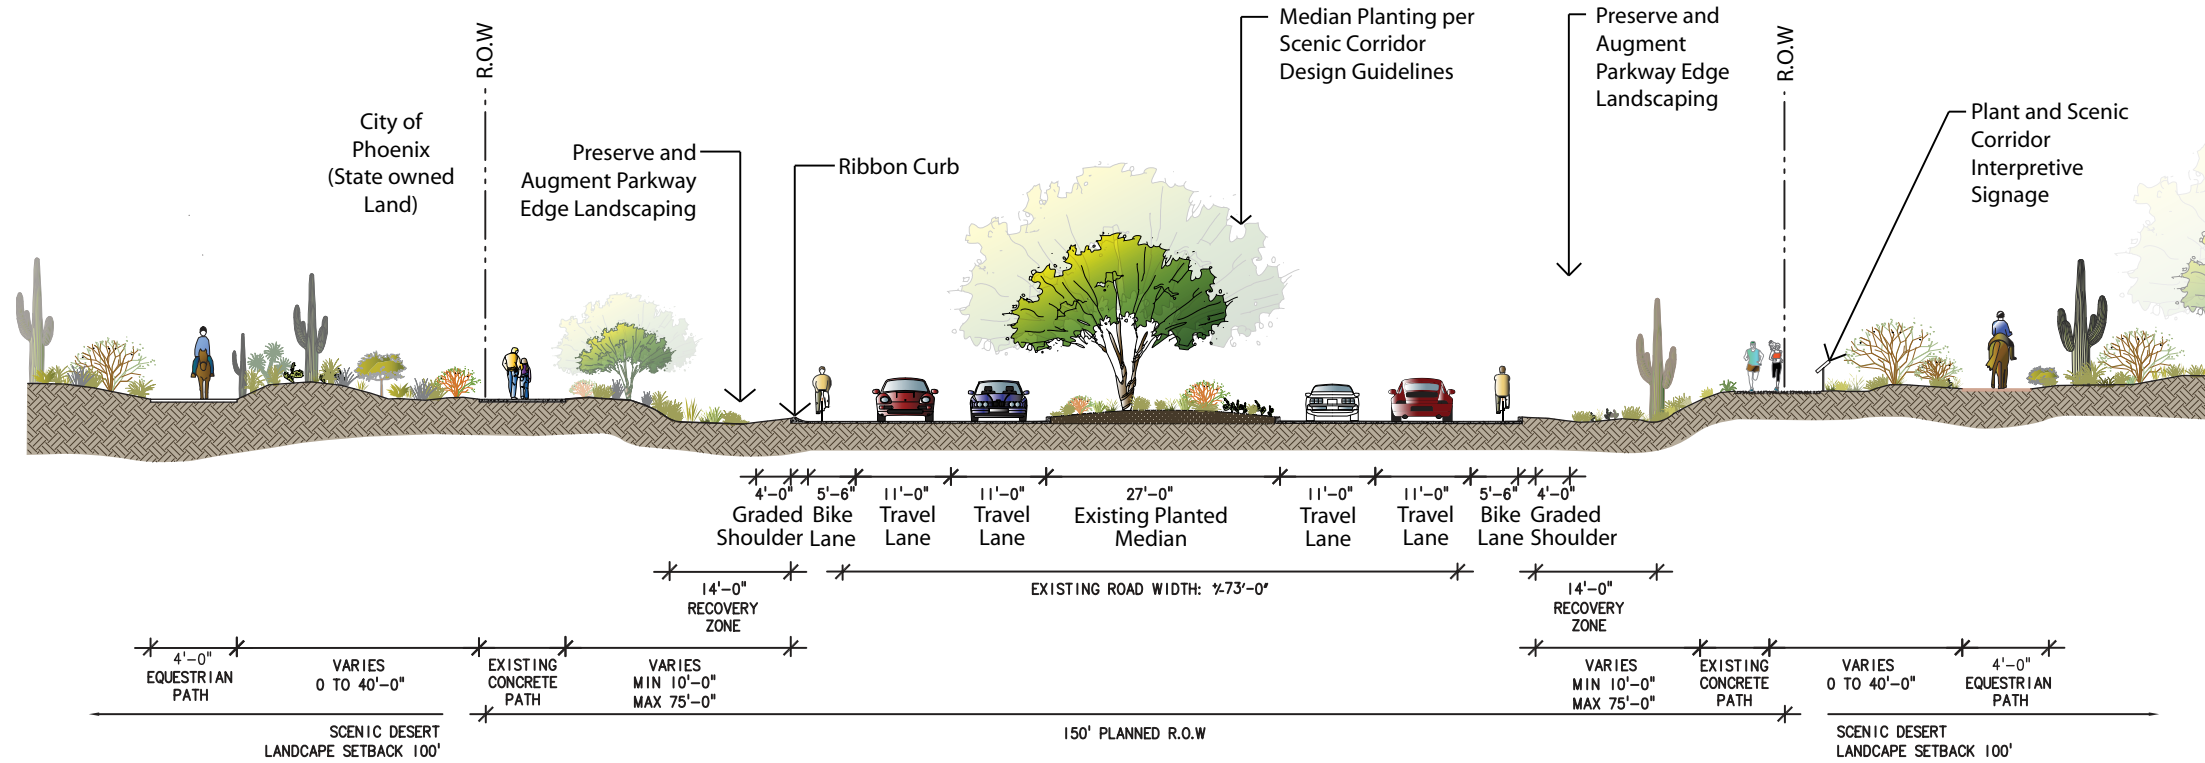 R.O.W
City of
Phoenix
(State owned
Land)
Preserve and
Augment Parkway
Edge Landscaping
Ribbon Curb
Median Planting per
Scenic Corridor
Design Guidelines
Preserve and
Augment
Parkway Edge
Landscaping
R.O.W
Plant and Scenic
Corridor
Interpretive
Signage
4'-0"
Graded
Shoulder
5'-6"
Bike
Lane
11'-0"
Travel
Lane
11'-0"
Travel
Lane
27'-0"
Existing Planted
Median
11'-0"
Travel
Lane
11'-0"
Travel
Lane
5'-6"
Bike
Lane
4'-0"
Graded
Shoulder
14'-0"
RECOVERY
ZONE
EXISTING ROAD WIDTH: +/-73'-0"
14'-0"
RECOVERY
ZONE
4'-0"
EQUESTRIAN
PATH
VARIES
0 TO 40'-0"
EXISTING
CONCRETE
PATH
VARIES
MIN 10'-0"
MAX 75'-0"
VARIES
MIN 10'-0"
MAX 75'-0"
EXISTING
CONCRETE
PATH
VARIES
0 TO 40'-0"
4'-0"
EQUESTRIAN
PATH
SCENIC DESERT
LANDSCAPE SETBACK 100'
150' PLANNED R.O.W
SCENIC DESERT
LANDSCAPE SETBACK 100'